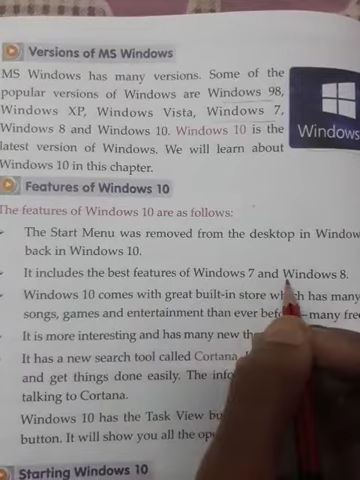 Versions of MS Windows
MS Windows has many versions. Some of the
popular versions of Windows are Windows 98,
Windows XP, Windows Vista, Windows 7,
Windows 8 and Windows 10. Windows 10 is the
latest version of Windows. We will learn about
Windows 10 in this chapter.
Windows
Features of Windows 10
The features of Windows 10 are as follows:
The Start Menu was removed from the desktop in Window
back in Windows 10.
It includes the best features of Windows 7 and Windows 8.
Windows 10 comes with great built-in store which has many
songs, games and entertainment than ever before—many free
It is more interesting and has many new
It has a new search tool called Cortana.
and get things done easily. The
talking to Cortana.
Windows 10 has the Task View
button. It will show you all the
Starting Windows 10